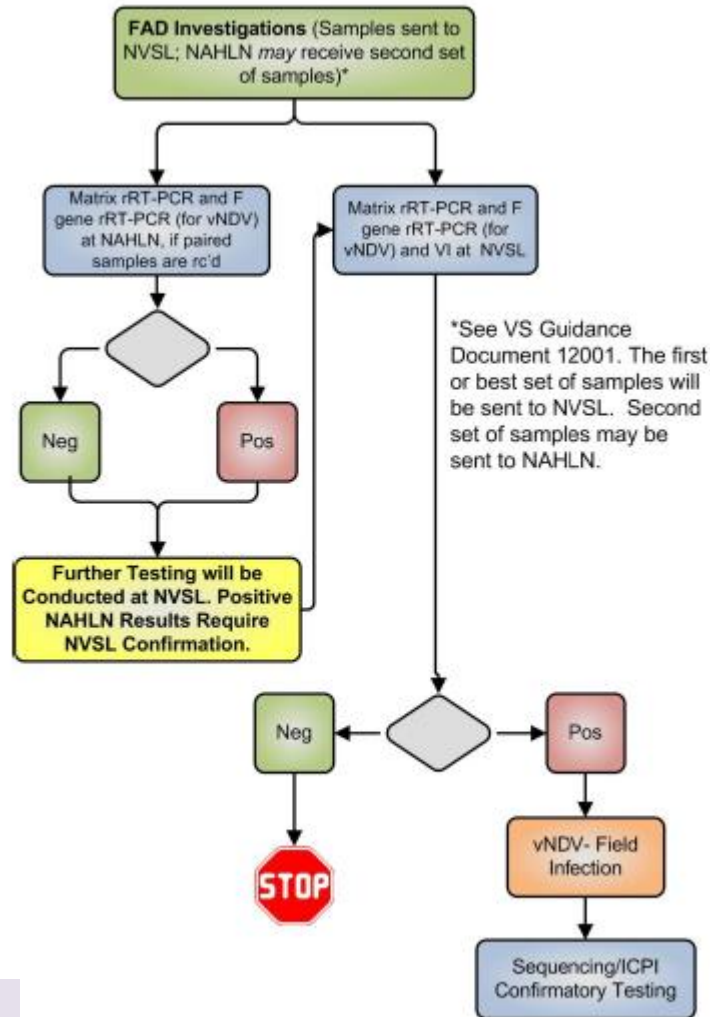 FAD Investigations (Samples sent to
NVSL; NAHLN may receive second set
of samples)*
Matrix rRT-PCR and F
gene rRT-PCR (for vNDV)
at NAHLN, if paired
samples are rc'd
Matrix rRT-PCR and F
gene rRT-PCR (for
vNDV) and VI at NVSL
*See VS Guidance
Document 12001. The first
or best set of samples will
be sent to NVSL. Second
set of samples may be
sent to NAHLN.
Neg
Pos
Further Testing will be
Conducted at NVSL. Positive
NAHLN Results Require
NVSL Confirmation.
Neg
Pos
STOP
vNDV- Field
Infection
Sequencing/ICPI
Confirmatory Testing